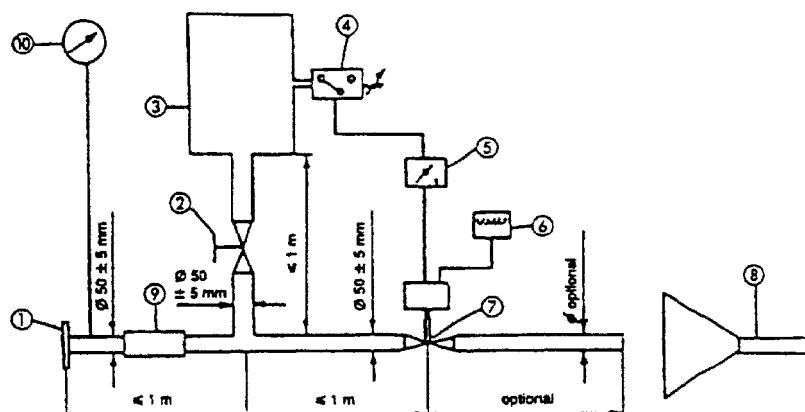 ⑩
④
③
⑤
②
⑥
Ø 50 ± 5 mm
Ø 50
± 5 mm
≤ 1 m
Ø 50 ± 5 mm
Ø optional
①
⑨
⑦
⑧
≤ 1 m
≤ 1 m
optional